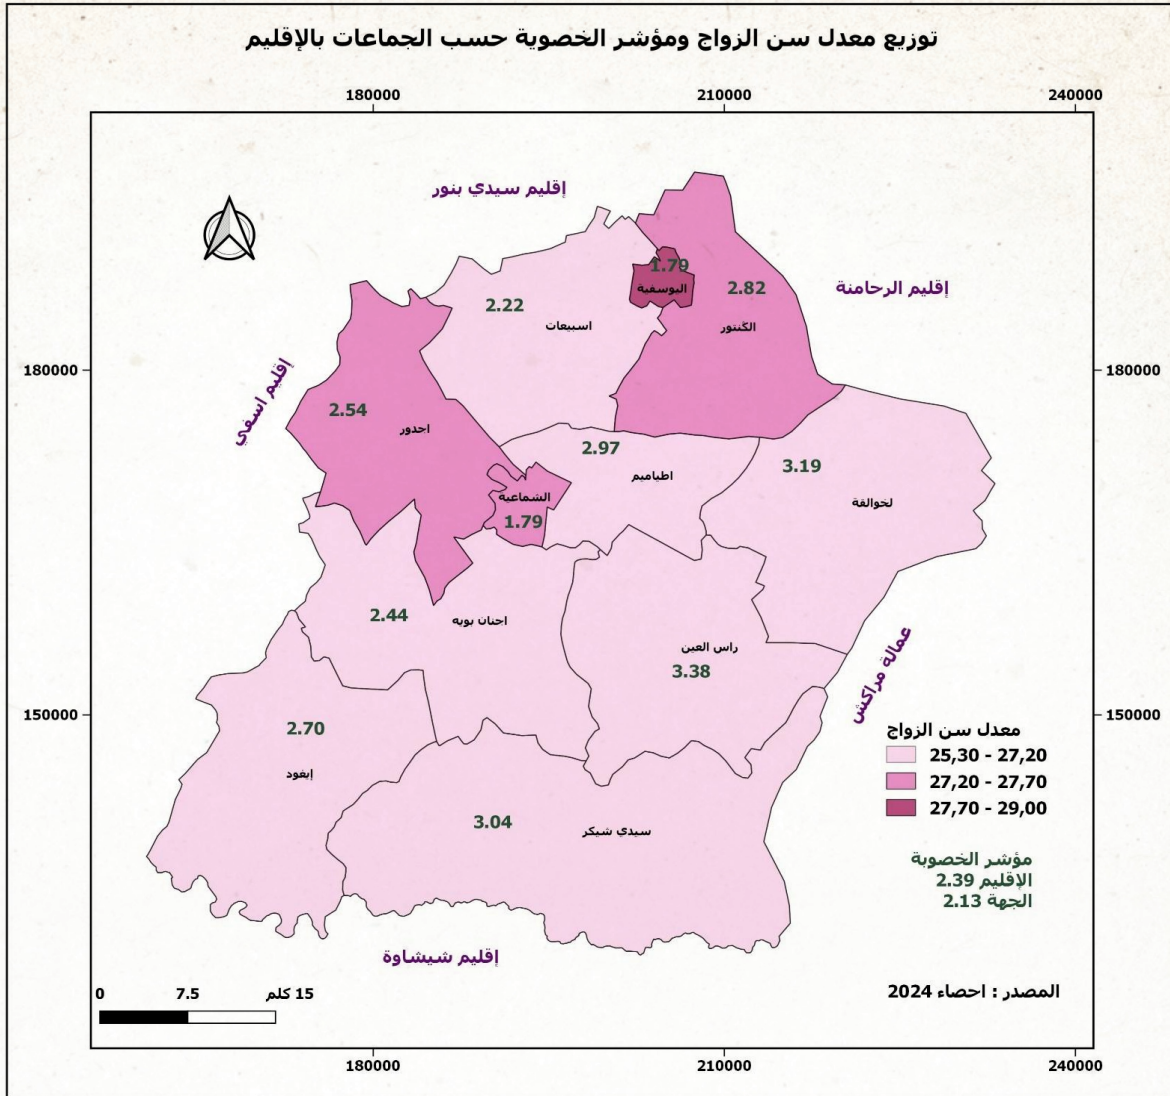 توزيع معدل سن الزواج ومؤشر الخصوبة حسب الجماعات بالإقليم
180000
210000
240000
إقليم سيدي بنور
1.79
اليوسفية
2.82
الگنتور
إقليم الرحامنة
2.22
اسبيعات
180000
180000
إقليم اسفي
2.54
اجدور
2.97
اطياميم
3.19
لخوالقة
الشماعية
1.79
2.44
اجنان بويه
راس العين
3.38
عمالة مراكش
150000
150000
2.70
إيغود
3.04
سيدي شيكر
معدل سن الزواج
25,30 - 27,20
27,20 - 27,70
27,70 - 29,00
مؤشر الخصوبة
الإقليم 2.39
الجهة 2.13
إقليم شيشاوة
المصدر : احصاء 2024
0 7.5 15 كلم
180000
210000
240000